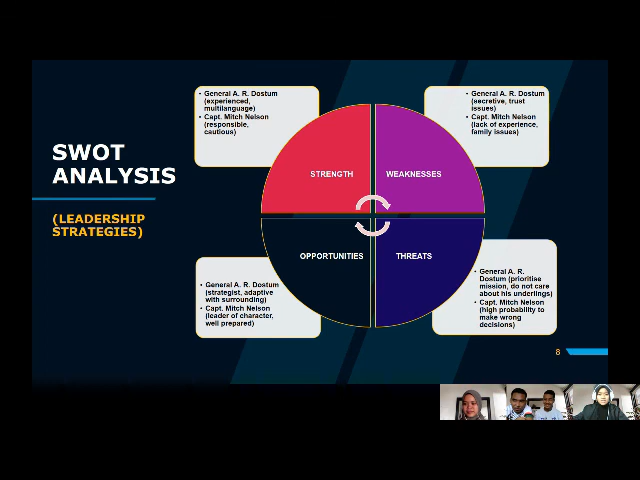 SWOT
ANALYSIS
(LEADERSHIP
STRATEGIES)
• General A. R. Dostum
(experienced,
multilanguage)
• Capt. Mitch Nelson
(responsible,
cautious)
• General A. R. Dostum
(secretive, trust
issues)
• Capt. Mitch Nelson
(lack of experience,
family issues)
STRENGTH
WEAKNESSES
OPPORTUNITIES
THREATS
• General A. R. Dostum
(strategist, adaptive
with surrounding)
• Capt. Mitch Nelson
(leader of character,
well prepared)
• General A. R.
Dostum (prioritise
mission, do not care
about his underlings)
• Capt. Mitch Nelson
(high probability to
make wrong
decisions)
8